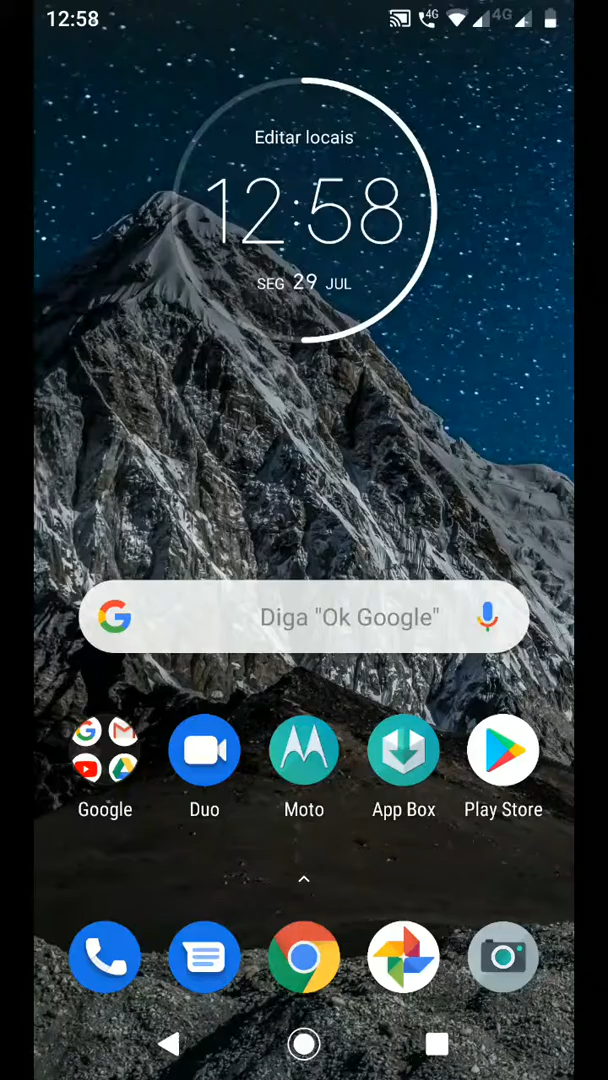 12:58 4G 4G
Editar locais
12:58
SEG 29 JUL
Diga "Ok Google"
Google Duo Moto App Box Play Store